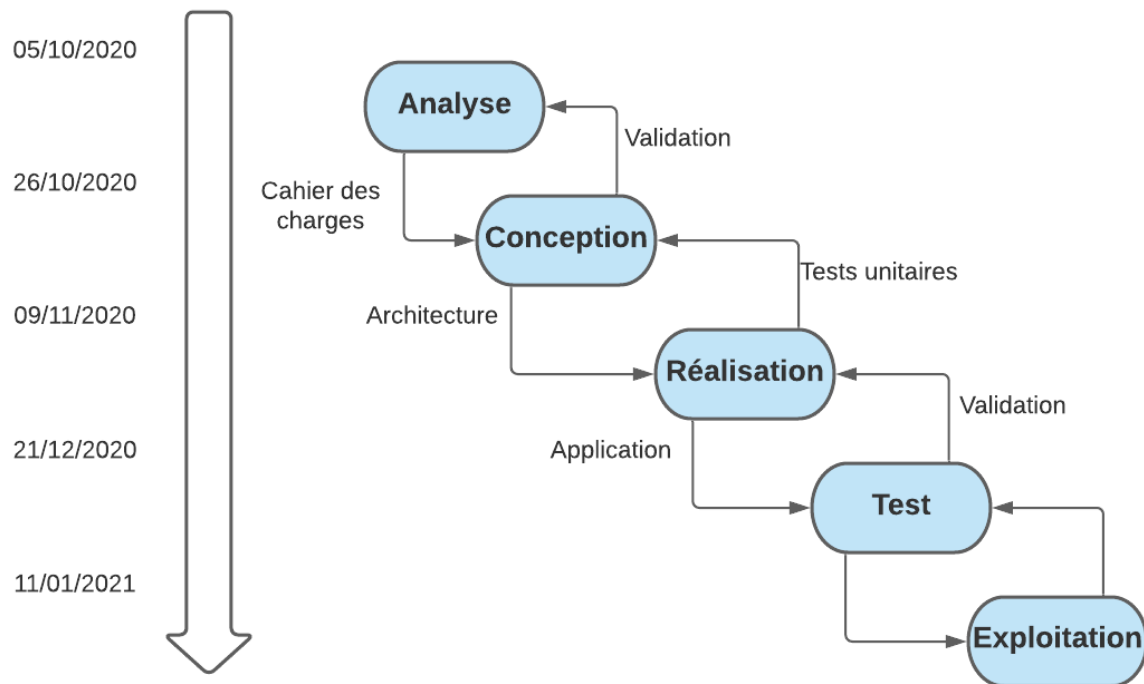 05/10/2020
Analyse
Validation
26/10/2020
Cahier des
charges
Conception
Tests unitaires
09/11/2020
Architecture
Réalisation
Validation
21/12/2020
Application
Test
11/01/2021
Exploitation